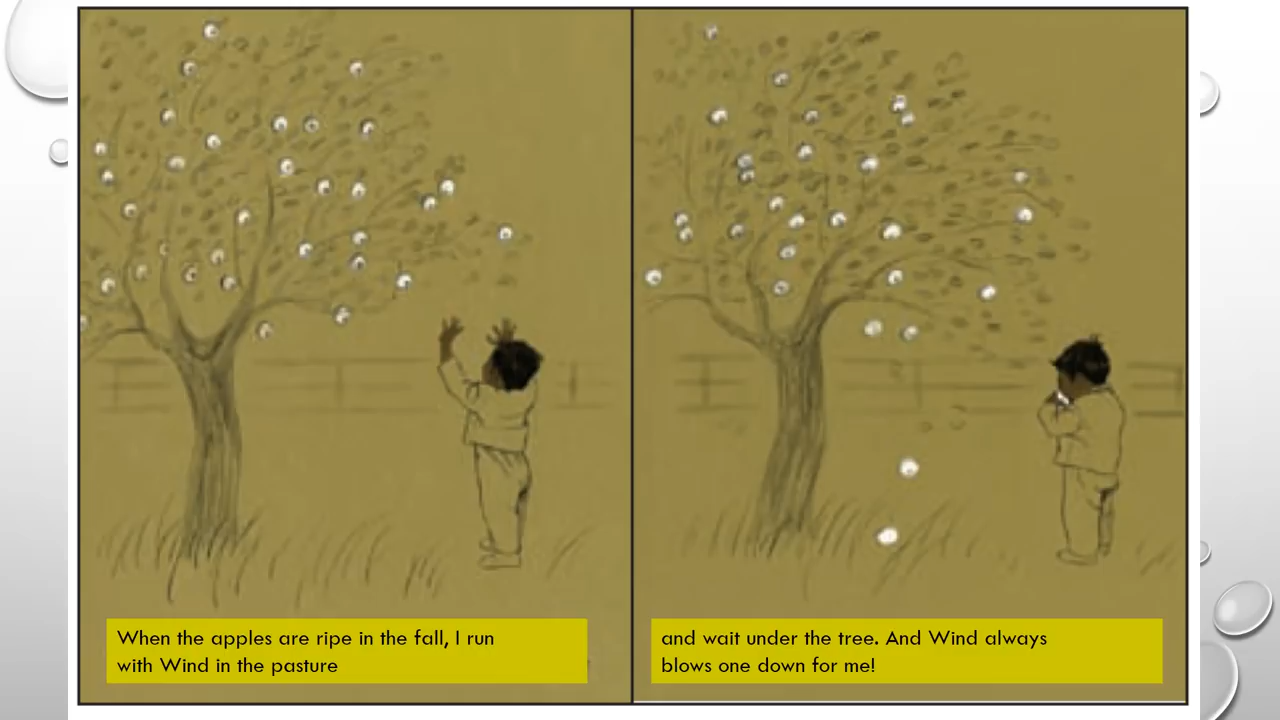 When the apples are ripe in the fall, I run
with Wind in the pasture
and wait under the tree. And Wind always
blows one down for me!